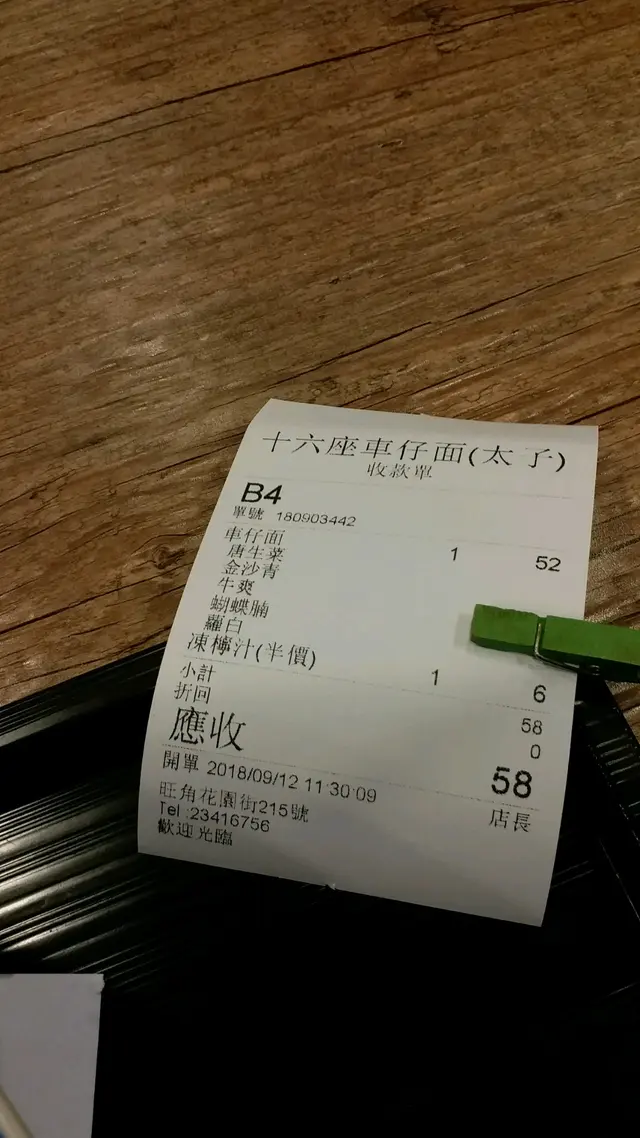 十六座車仔面(太子)
收款單
B4
單號 180903442
車仔面 1 52
唐生菜
金沙青
牛爽
蝴蝶腩
蘿白
凍檸汁(半價) 1 6
小計 58
折回 0
應收 58
開單 2018/09/12 11:30:09 店長
旺角花園街215號
Tel :23416756
歡迎光臨